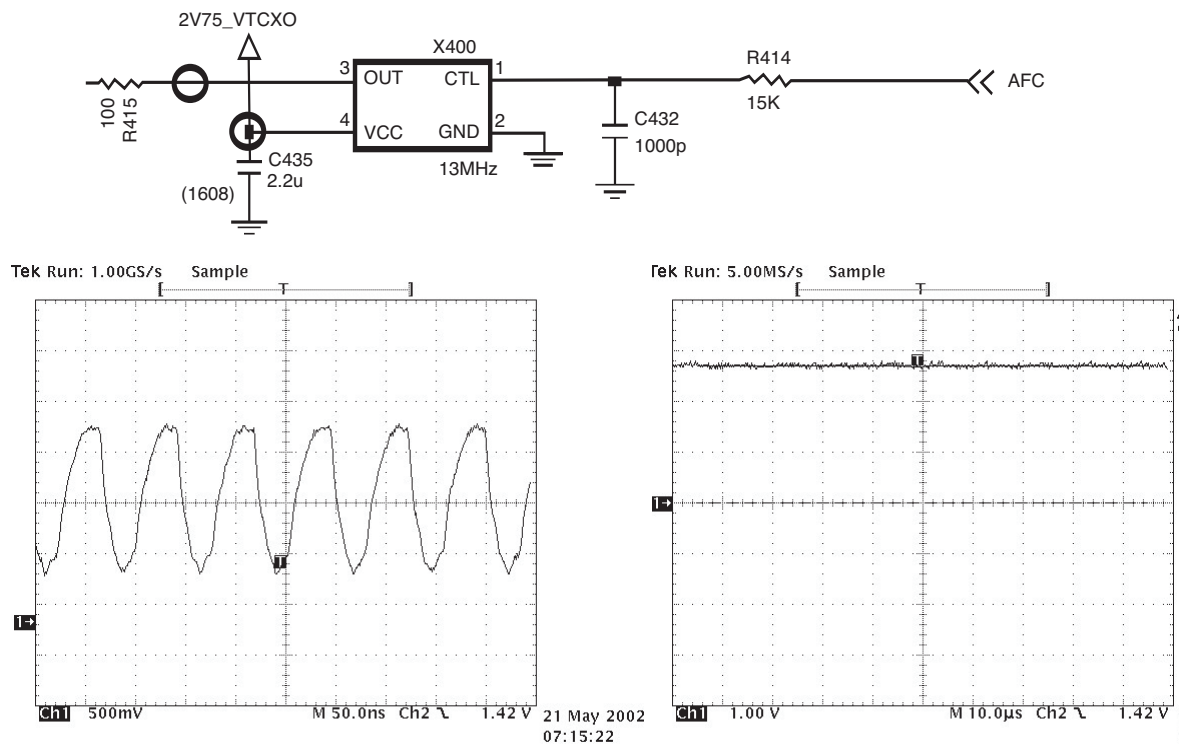 2V75_VTCXO
X400
3 OUT CTL 1
R414
15K
AFC
100
R415
4 VCC GND 2
C432
1000p
C435
2.2u
(1608)
13MHz
Tek Run: 1.00GS/s Sample
T
T
1→
Ch1 500mV M 50.0ns Ch2 1.42 V
21 May 2002
07:15:22
Tek Run: 5.00MS/s Sample
T
T
1→
Ch1 1.00 V M 10.0µs Ch2 1.42 V